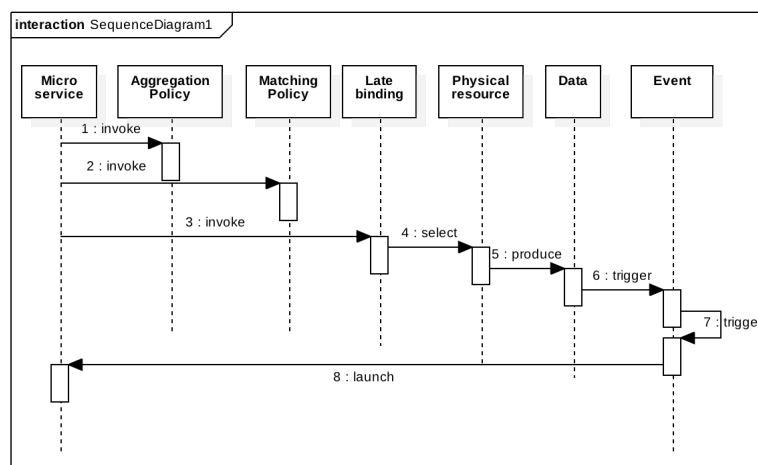 interaction SequenceDiagram1
Micro
service
Aggregation
Policy
Matching
Policy
Late
binding
Physical
resource
Data
Event
1 : invoke
2 : invoke
3 : invoke
4 : select
5 : produce
6 : trigger
7 : trigge
8 : launch